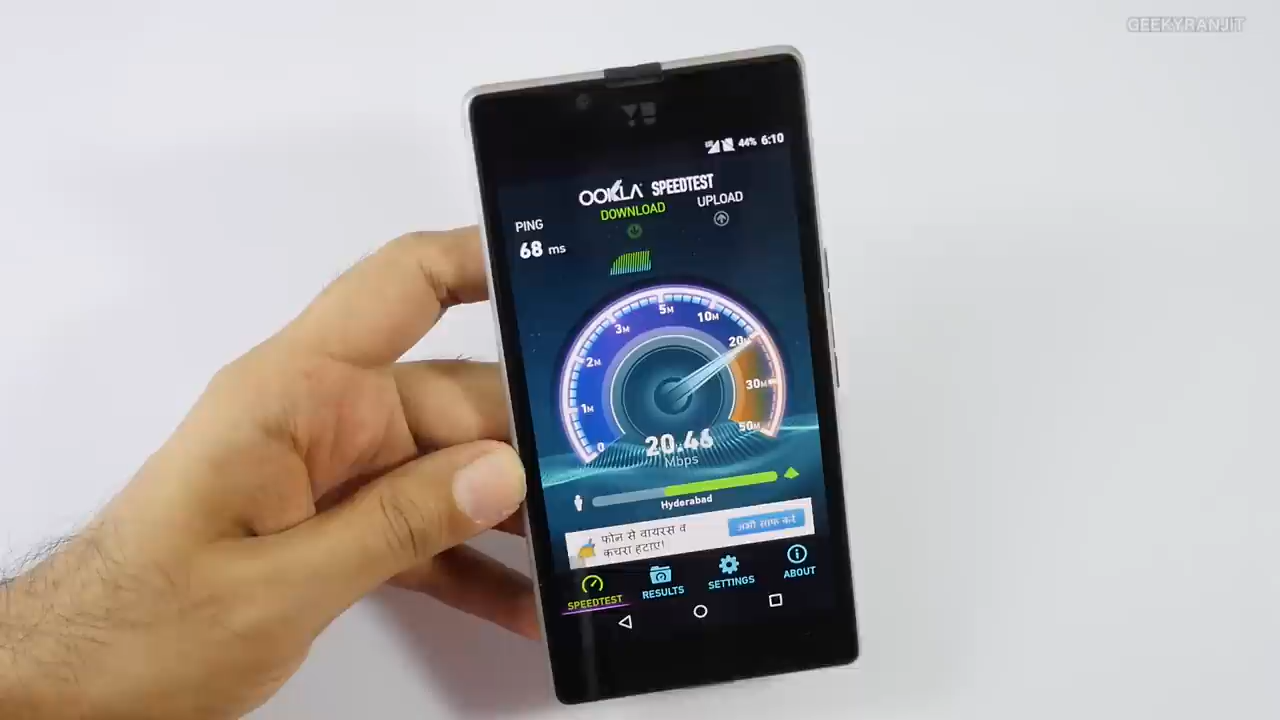 GEEKYRANJIT
YU
44% 6:10
OOKLA SPEEDTEST
PING
68 ms
DOWNLOAD
UPLOAD
0
1M
2M
3M
5M
10M
20M
30M
50M
20.46
Mbps
Hyderabad
फोन से वायरस व
कचरा हटाएं!
अभी साफ करें
SPEEDTEST
RESULTS
SETTINGS
ABOUT